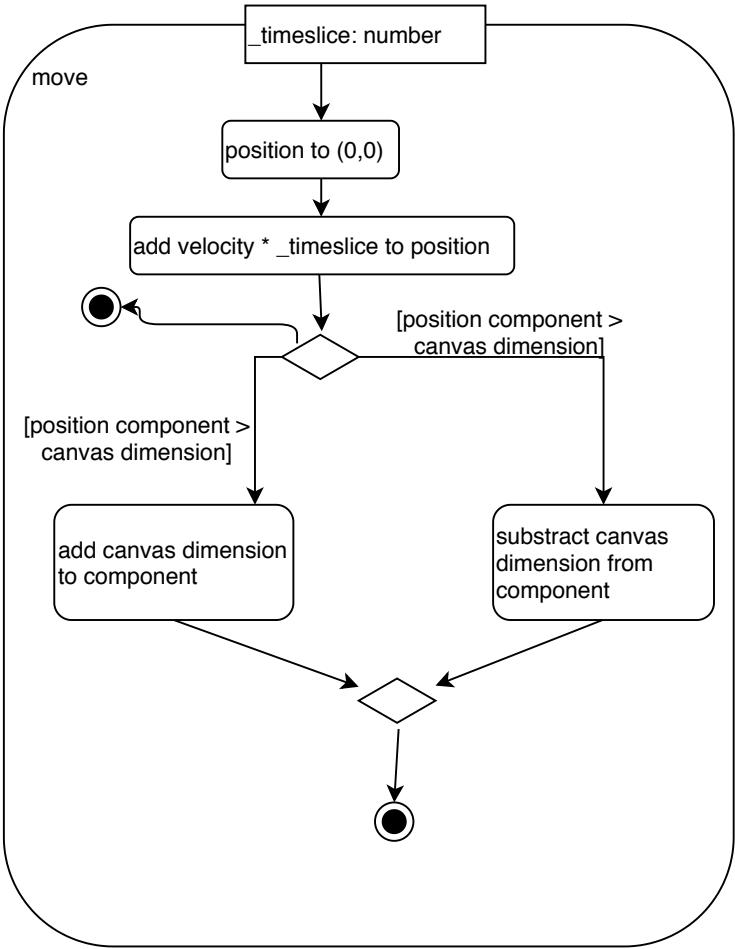 _timeslice: number
move
position to (0,0)
add velocity * _timeslice to position
[position component >
canvas dimension]
[position component >
canvas dimension]
add canvas dimension
to component
substract canvas
dimension from
component